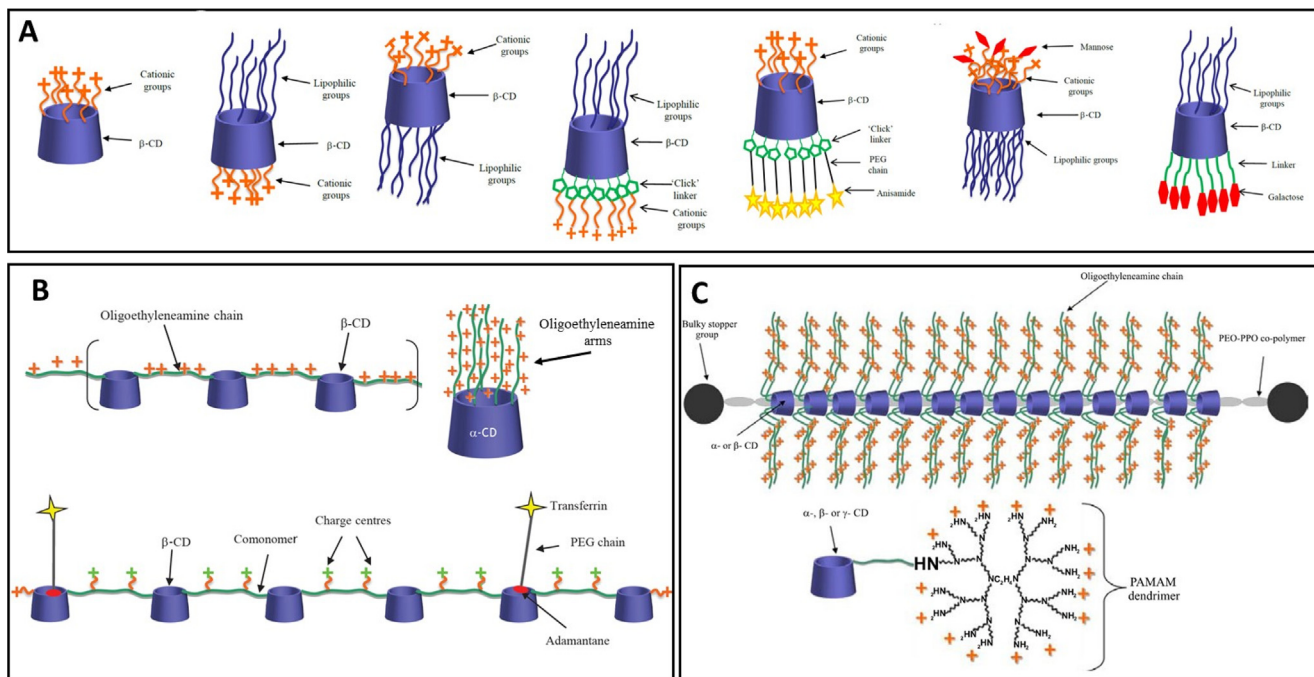 A
Cationic
groups
β-CD
Lipophilic
groups
β-CD
Cationic
groups
Cationic
groups
β-CD
Lipophilic
groups
Lipophilic
groups
β-CD
'Click'
linker
Cationic
groups
Cationic
groups
β-CD
'Click'
linker
PEG
chain
Anisamide
Mannose
Cationic
groups
β-CD
Lipophilic groups
Lipophilic
groups
β-CD
Linker
Galactose
B
Oligoethyleneamine chain
β-CD
Oligoethyleneamine
arms
α-CD
Transferrin
β-CD
Comonomer
Charge centres
PEG chain
Adamantane
C
Oligoethyleneamine chain
Bulky stopper
group
PEO-PPO co-polymer
α- or β- CD
α-, β- or γ- CD
HN
PAMAM
dendrimer